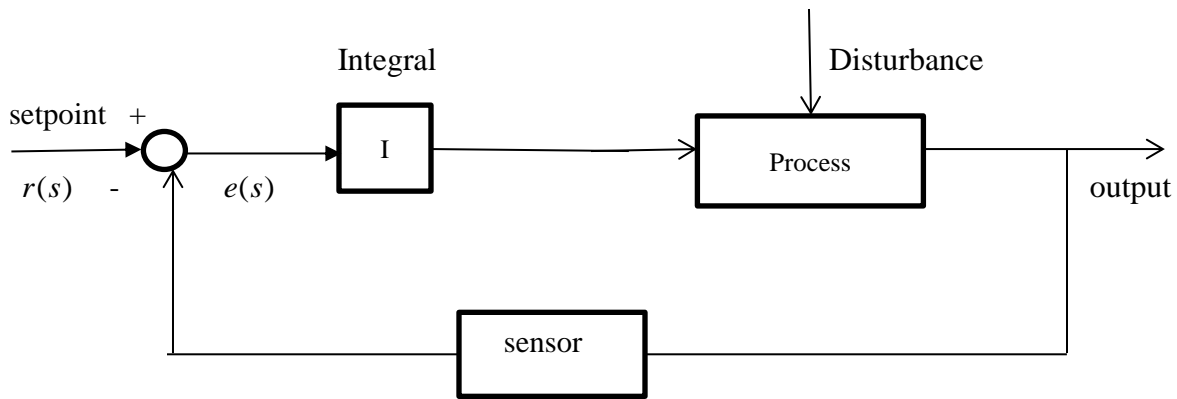 Integral
Disturbance
setpoint +
I
Process
r(s) -
e(s)
output
sensor